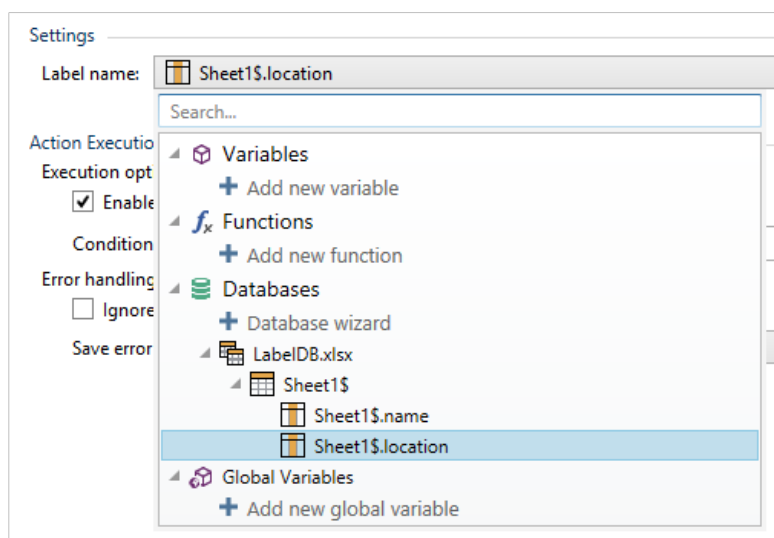 Settings
Label name: Sheet1$.location
Search...
Action Executio
Variables
Execution opt
Add new variable
Enable
Functions
Condition
Add new function
Error handling
Databases
Ignore
Database wizard
Save error
LabelDB.xlsx
Sheet1$
Sheet1$.name
Sheet1$.location
Global Variables
Add new global variable